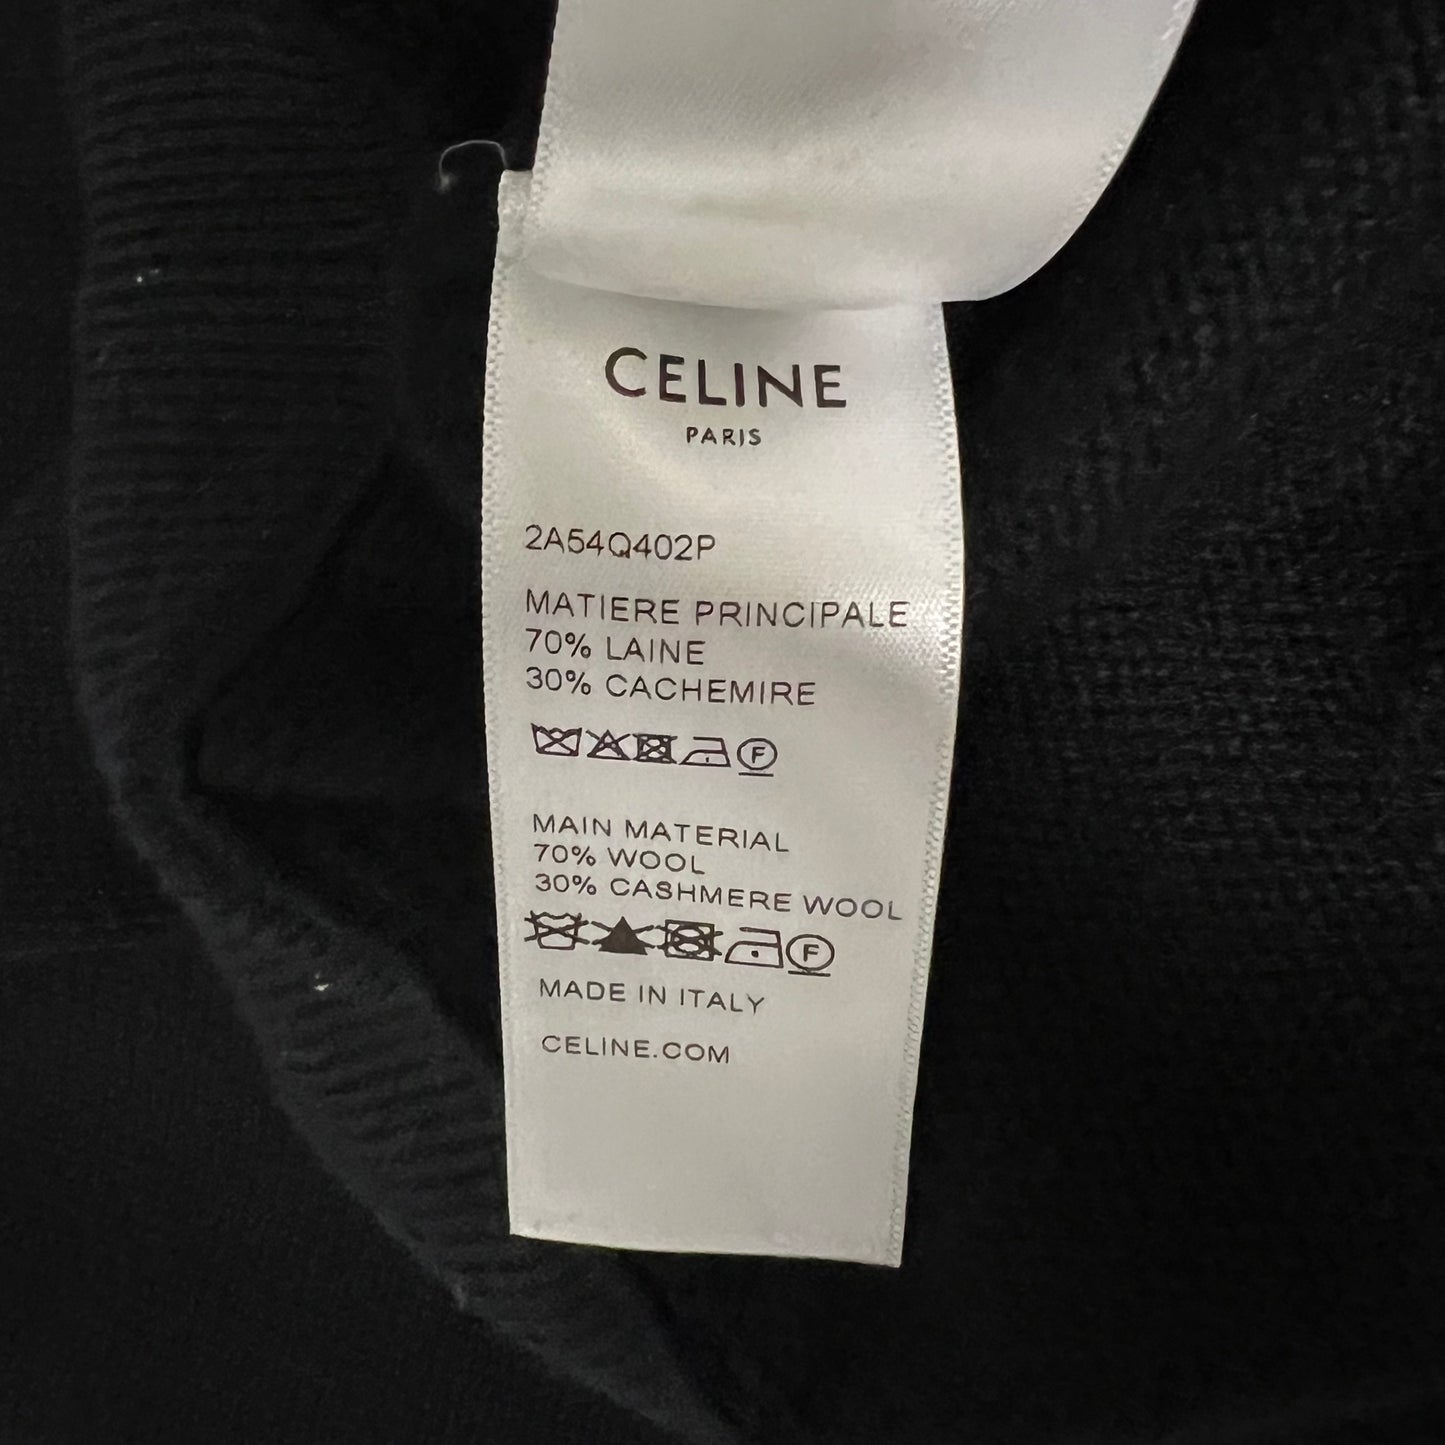 CELINE
PARIS
2A54Q402P
MATIERE PRINCIPALE
70% LAINE
30% CACHEMIRE
F
MAIN MATERIAL
70% WOOL
30% CASHMERE WOOL
F
MADE IN ITALY
CELINE.COM